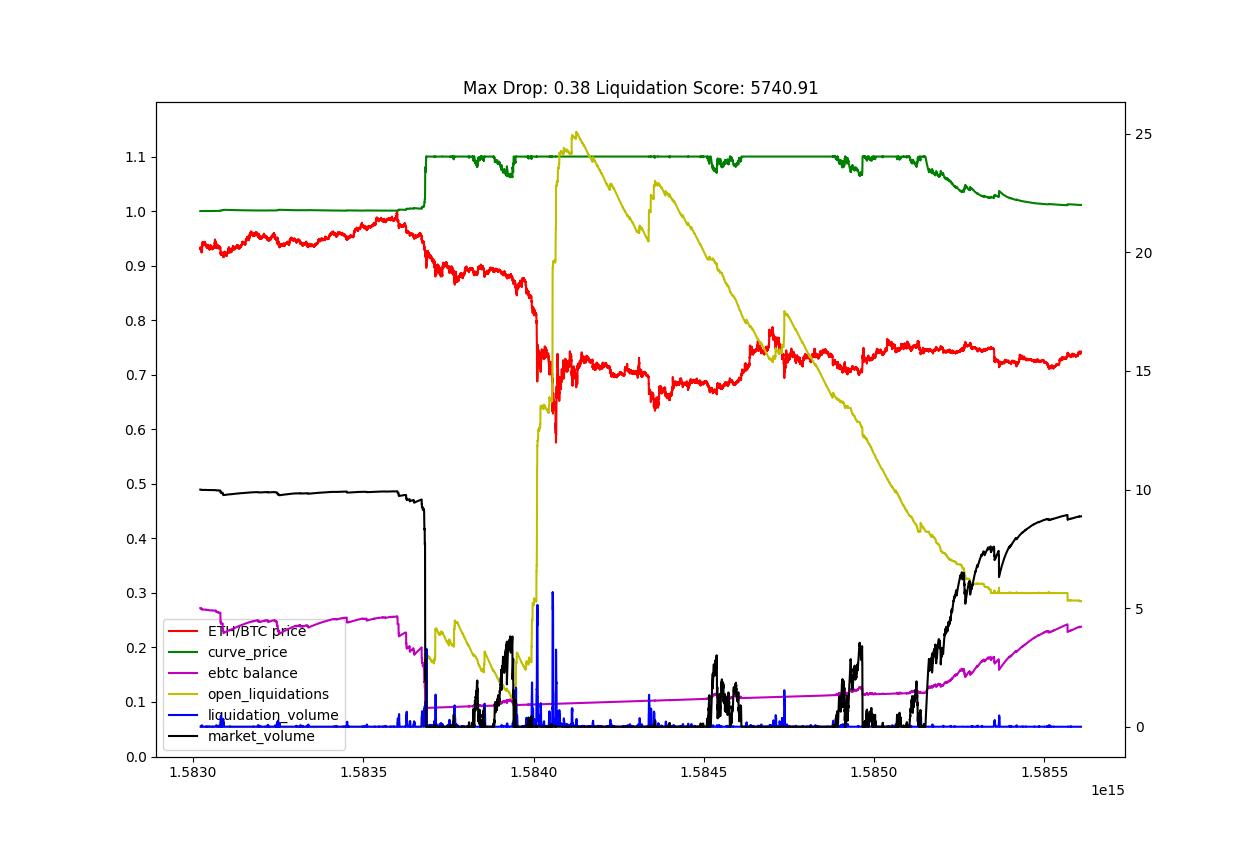 Max Drop: 0.38 Liquidation Score: 5740.91
1.1
1.0
0.9
0.8
0.7
0.6
0.5
0.4
0.3
0.2
0.1
0.0
25
20
15
10
5
0
ETH/BTC price
curve_price
ebtc balance
open_liquidations
liquidation_volume
market_volume
1.5830 1.5835 1.5840 1.5845 1.5850 1.5855
1e15